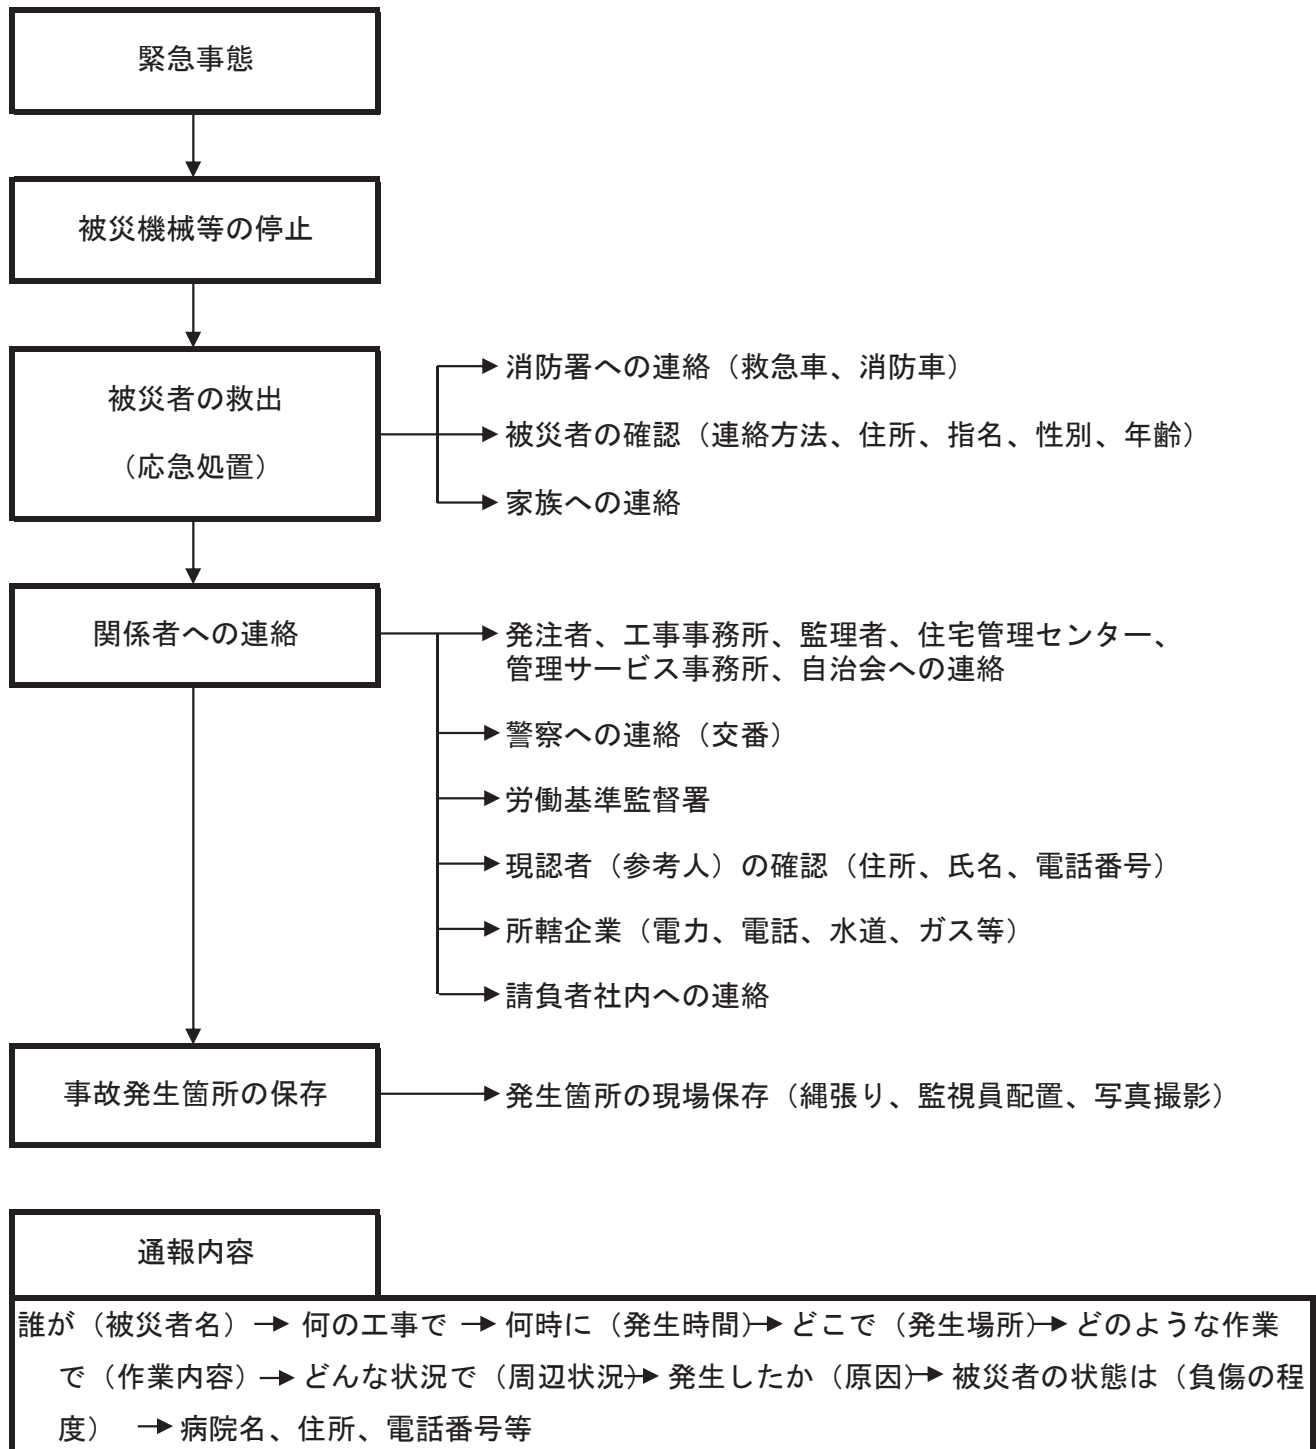 緊急事態
被災機械等の停止
被災者の救出
（応急処置）
消防署への連絡（救急車、消防車）
被災者の確認（連絡方法、住所、指名、性別、年齢）
家族への連絡
関係者への連絡
発注者、工事事務所、監理者、住宅管理センター、
管理サービス事務所、自治会への連絡
警察への連絡（交番）
労働基準監督署
現認者（参考人）の確認（住所、氏名、電話番号）
所轄企業（電力、電話、水道、ガス等）
請負者社内への連絡
事故発生箇所の保存
発生箇所の現場保存（縄張り、監視員配置、写真撮影）
通報内容
誰が（被災者名）→ 何の工事で → 何時に（発生時間）→ どこで（発生場所）→ どのような作業
で（作業内容）→ どんな状況で（周辺状況）→ 発生したか（原因）→ 被災者の状態は（負傷の程
度） → 病院名、住所、電話番号等